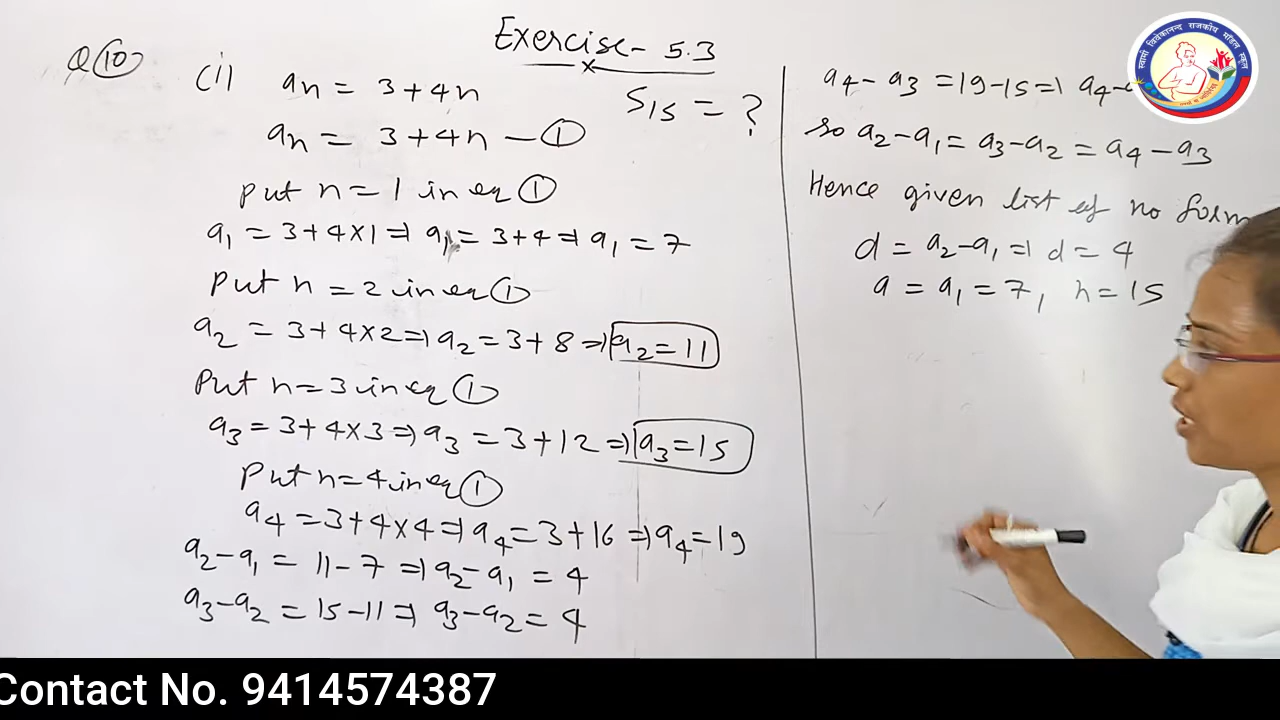 Exercise - 5.3
Q 10
(i) an = 3+4n
S15 = ?
an = 3+4n — ①
put n=1 in eq ①
a1 = 3+4×1 ⇒ a1 = 3+4 ⇒ a1 = 7
Put n = 2 in eq ①
a2 = 3+4×2 ⇒ a2 = 3+8 ⇒ a2 = 11
Put n=3 in eq ①
a3 = 3+4×3 ⇒ a3 = 3+12 ⇒ a3 = 15
Put n=4 in eq ①
a4 = 3+4×4 ⇒ a4 = 3+16 ⇒ a4 = 19
a2-a1 = 11-7 ⇒ a2-a1 = 4
a3-a2 = 15-11 ⇒ a3-a2 = 4
a4-a3 = 19-15 ⇒ a4-
so a2-a1 = a3-a2 = a4-a3
Hence given list of no form
d = a2-a1 ⇒ d = 4
a = a1 = 7, n = 15
स्वामी विवेकानन्द राजकीय मॉडल स्कूल
Contact No. 9414574387